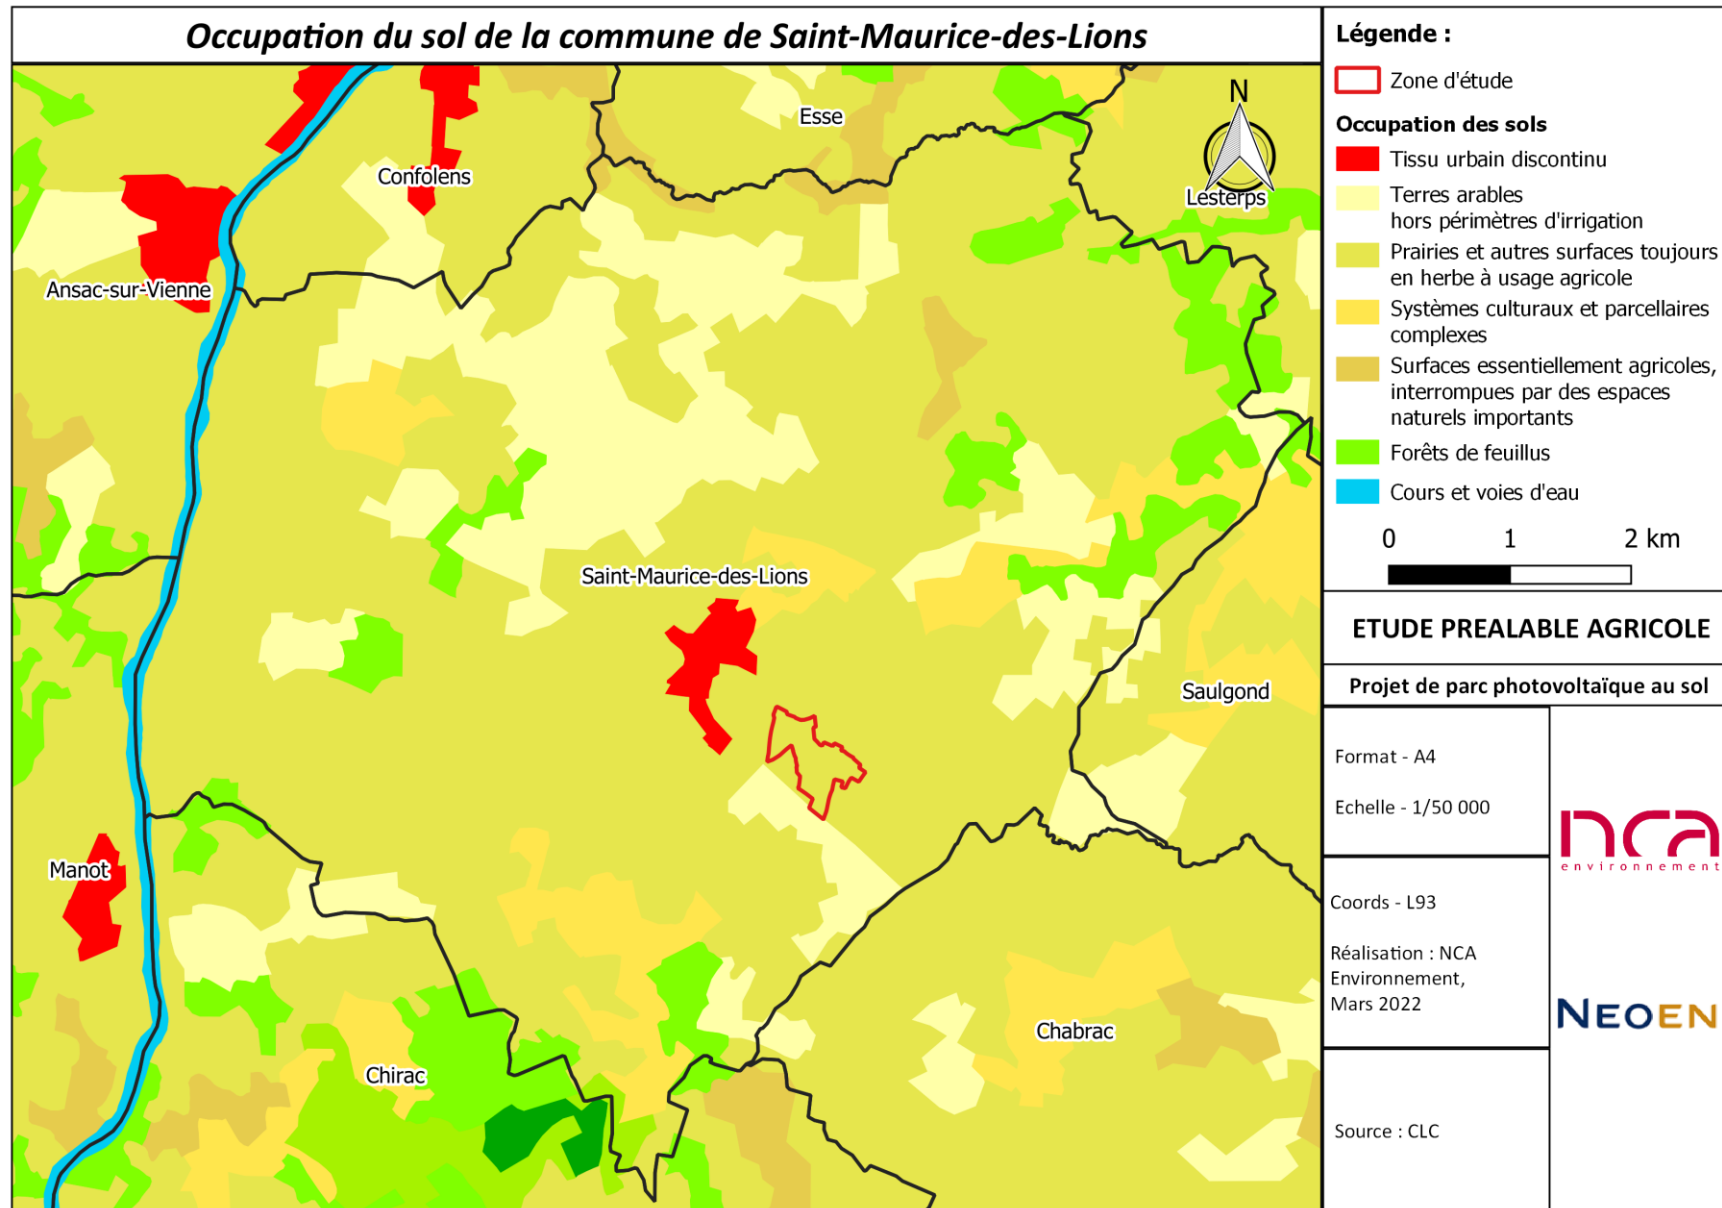 Occupation du sol de la commune de Saint-Maurice-des-Lions
N
Esse
Confolens
Lesterps
Ansac-sur-Vienne
Saint-Maurice-des-Lions
Saulgond
Manot
Chabrac
Chirac
Légende :
Zone d'étude
Occupation des sols
Tissu urbain discontinu
Terres arables
hors périmètres d'irrigation
Prairies et autres surfaces toujours
en herbe à usage agricole
Systèmes culturaux et parcellaires
complexes
Surfaces essentiellement agricoles,
interrompues par des espaces
naturels importants
Forêts de feuillus
Cours et voies d'eau
0 1 2 km
ETUDE PREALABLE AGRICOLE
Projet de parc photovoltaïque au sol
Format - A4
Echelle - 1/50 000
nca
environnement
Coords - L93
Réalisation : NCA
Environnement,
Mars 2022
NEOEN
Source : CLC